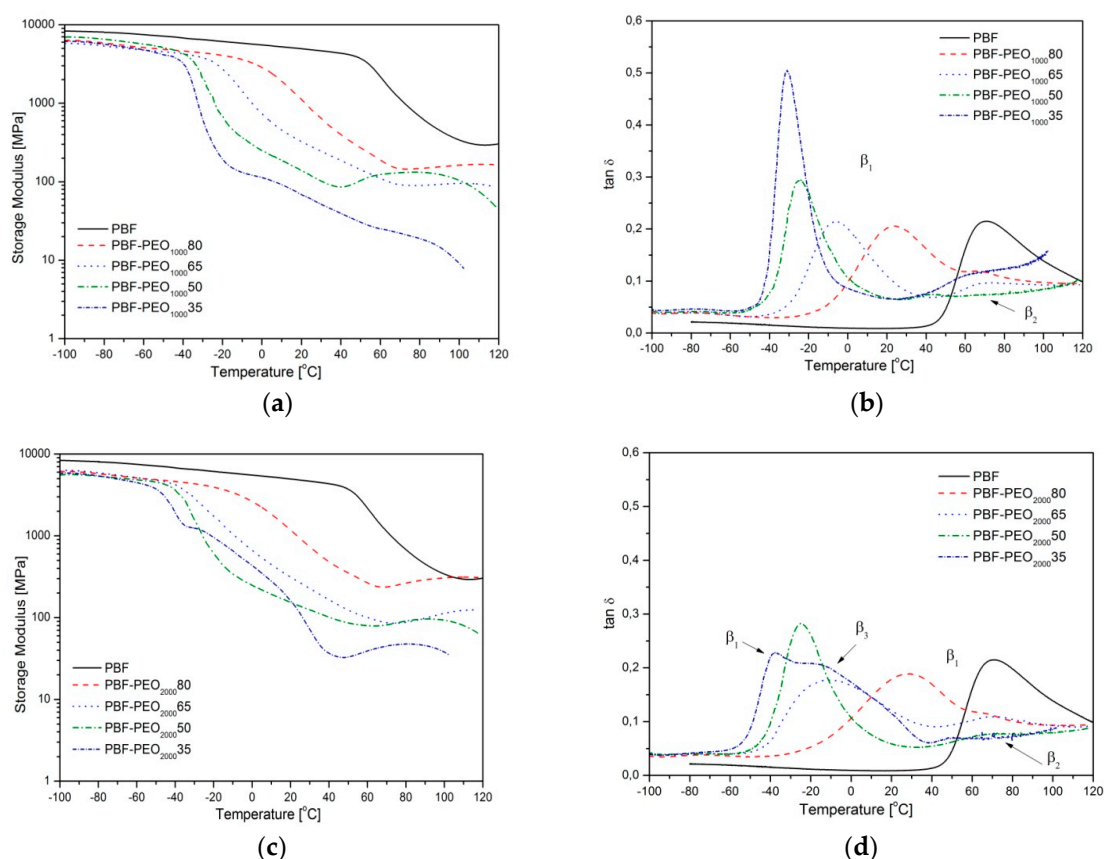 10000
1000
100
10
1
Storage Modulus [MPa]
PBF
PBF-PEO₁₀₀₀80
PBF-PEO₁₀₀₀65
PBF-PEO₁₀₀₀50
PBF-PEO₁₀₀₀35
-100 -80 -60 -40 -20 0 20 40 60 80 100 120
Temperature [°C]
(a)
0,6
0,5
0,4
0,3
0,2
0,1
0,0
tan δ
PBF
PBF-PEO₁₀₀₀80
PBF-PEO₁₀₀₀65
PBF-PEO₁₀₀₀50
PBF-PEO₁₀₀₀35
β₁
β₂
-100 -80 -60 -40 -20 0 20 40 60 80 100 120
Temperature [°C]
(b)
10000
1000
100
10
1
Storage Modulus [MPa]
PBF
PBF-PEO₂₀₀₀80
PBF-PEO₂₀₀₀65
PBF-PEO₂₀₀₀50
PBF-PEO₂₀₀₀35
-100 -80 -60 -40 -20 0 20 40 60 80 100 120
Temperature [°C]
(c)
0,6
0,5
0,4
0,3
0,2
0,1
0,0
tan δ
PBF
PBF-PEO₂₀₀₀80
PBF-PEO₂₀₀₀65
PBF-PEO₂₀₀₀50
PBF-PEO₂₀₀₀35
β₁
β₃
β₁
β₂
-100 -80 -60 -40 -20 0 20 40 60 80 100 120
Temperature [°C]
(d)